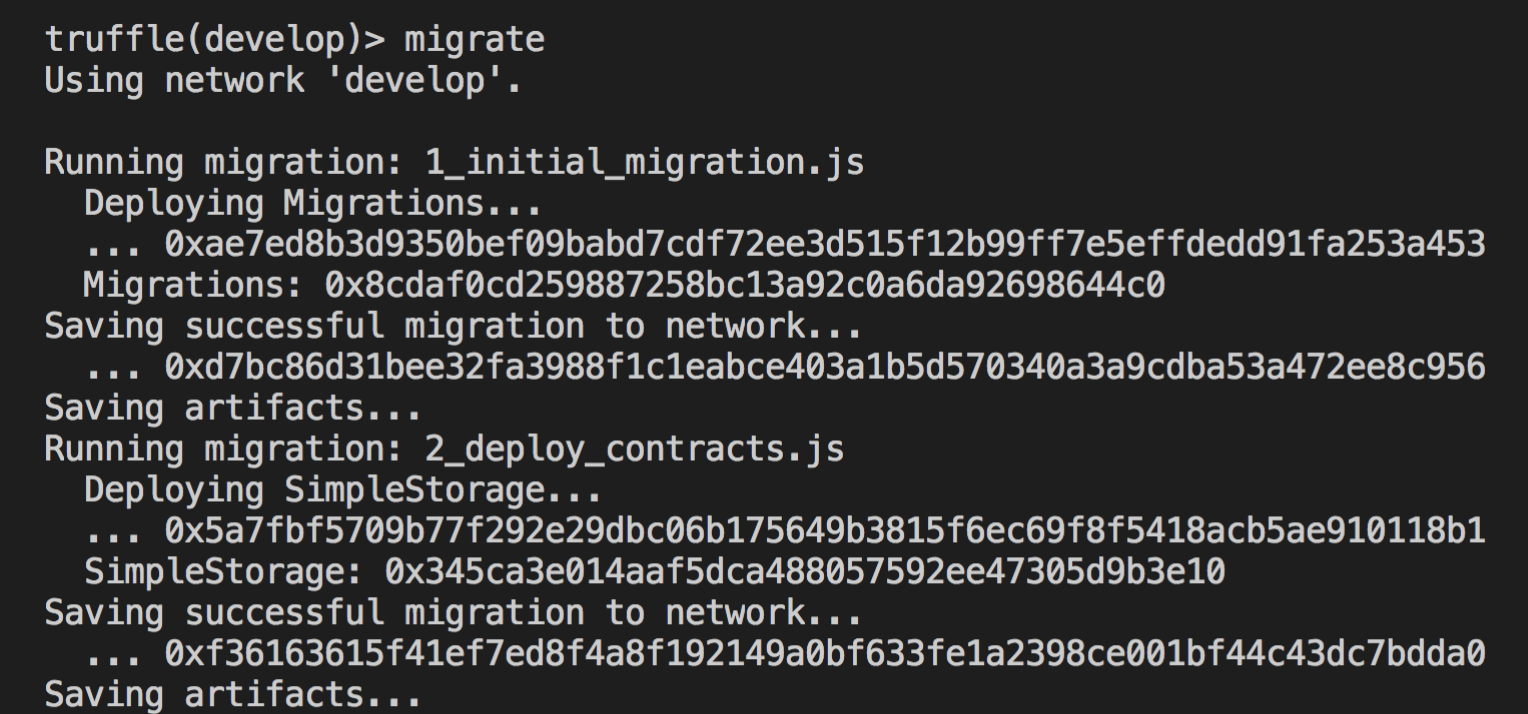 truffle(develop)> migrate
Using network 'develop'.
Running migration: 1_initial_migration.js
Deploying Migrations...
... 0xae7ed8b3d9350bef09babd7cdf72ee3d515f12b99ff7e5effdedd91fa253a453
Migrations: 0x8cdaf0cd259887258bc13a92c0a6da92698644c0
Saving successful migration to network...
... 0xd7bc86d31bee32fa3988f1c1eabce403a1b5d570340a3a9cdba53a472ee8c956
Saving artifacts...
Running migration: 2_deploy_contracts.js
Deploying SimpleStorage...
... 0x5a7fbf5709b77f292e29dbc06b175649b3815f6ec69f8f5418acb5ae910118b1
SimpleStorage: 0x345ca3e014aaf5dca488057592ee47305d9b3e10
Saving successful migration to network...
... 0xf36163615f41ef7ed8f4a8f192149a0bf633fe1a2398ce001bf44c43dc7bdda0
Saving artifacts...